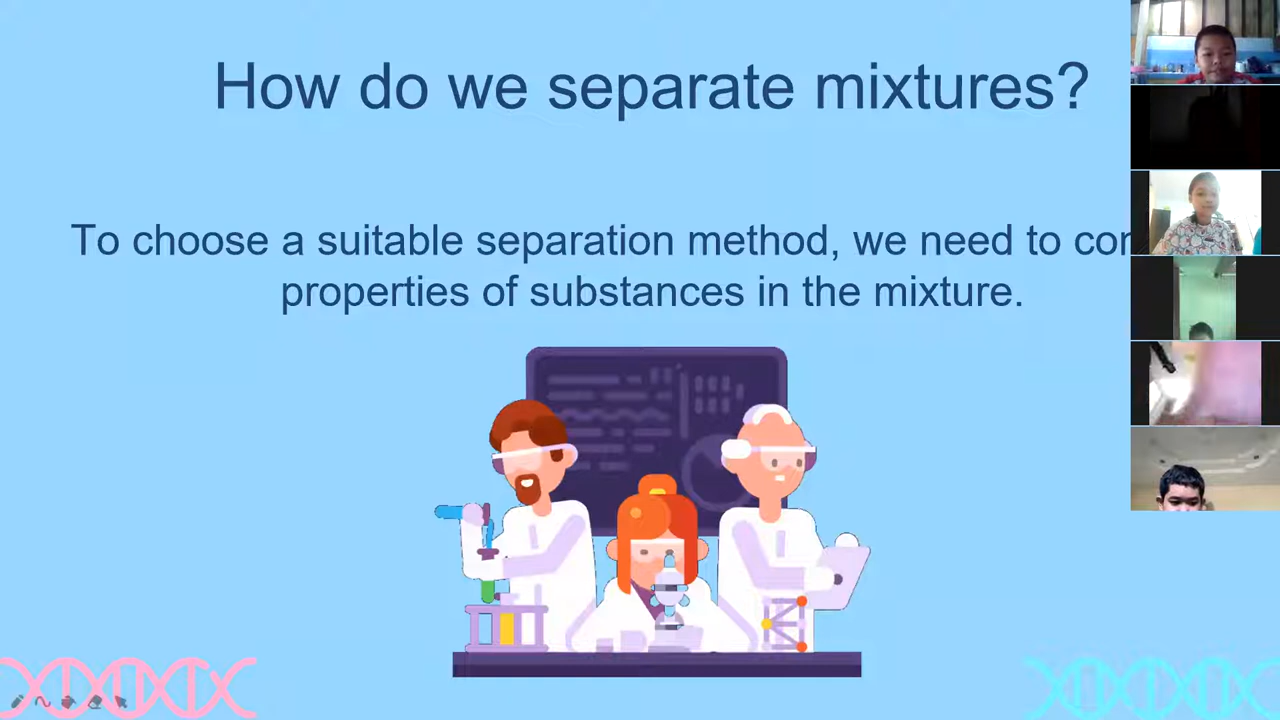 How do we separate mixtures?
To choose a suitable separation method, we need to
properties of substances in the mixture.